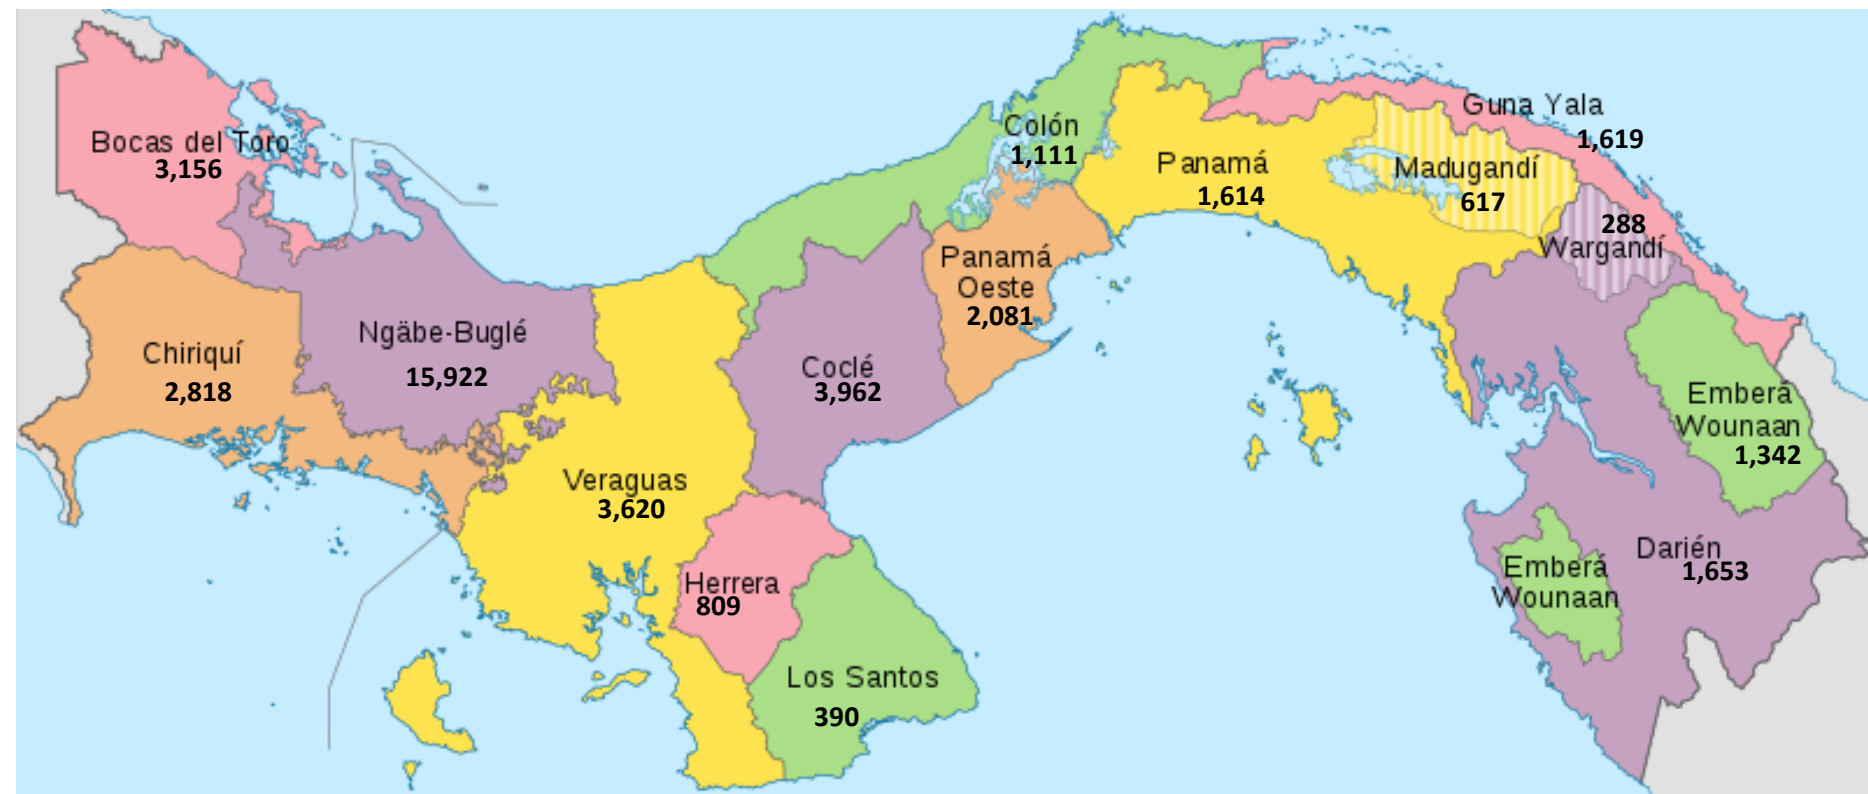 Bocas del Toro
3,156
Chiriquí
2,818
Ngäbe-Buglé
15,922
Veraguas
3,620
Herrera
809
Los Santos
390
Coclé
3,962
Colón
1,111
Panamá
Oeste
2,081
Panamá
1,614
Guna Yala
1,619
Madugandí
617
288
Wargandí
Emberá
Wounaan
1,342
Darién
1,653
Emberá
Wounaan